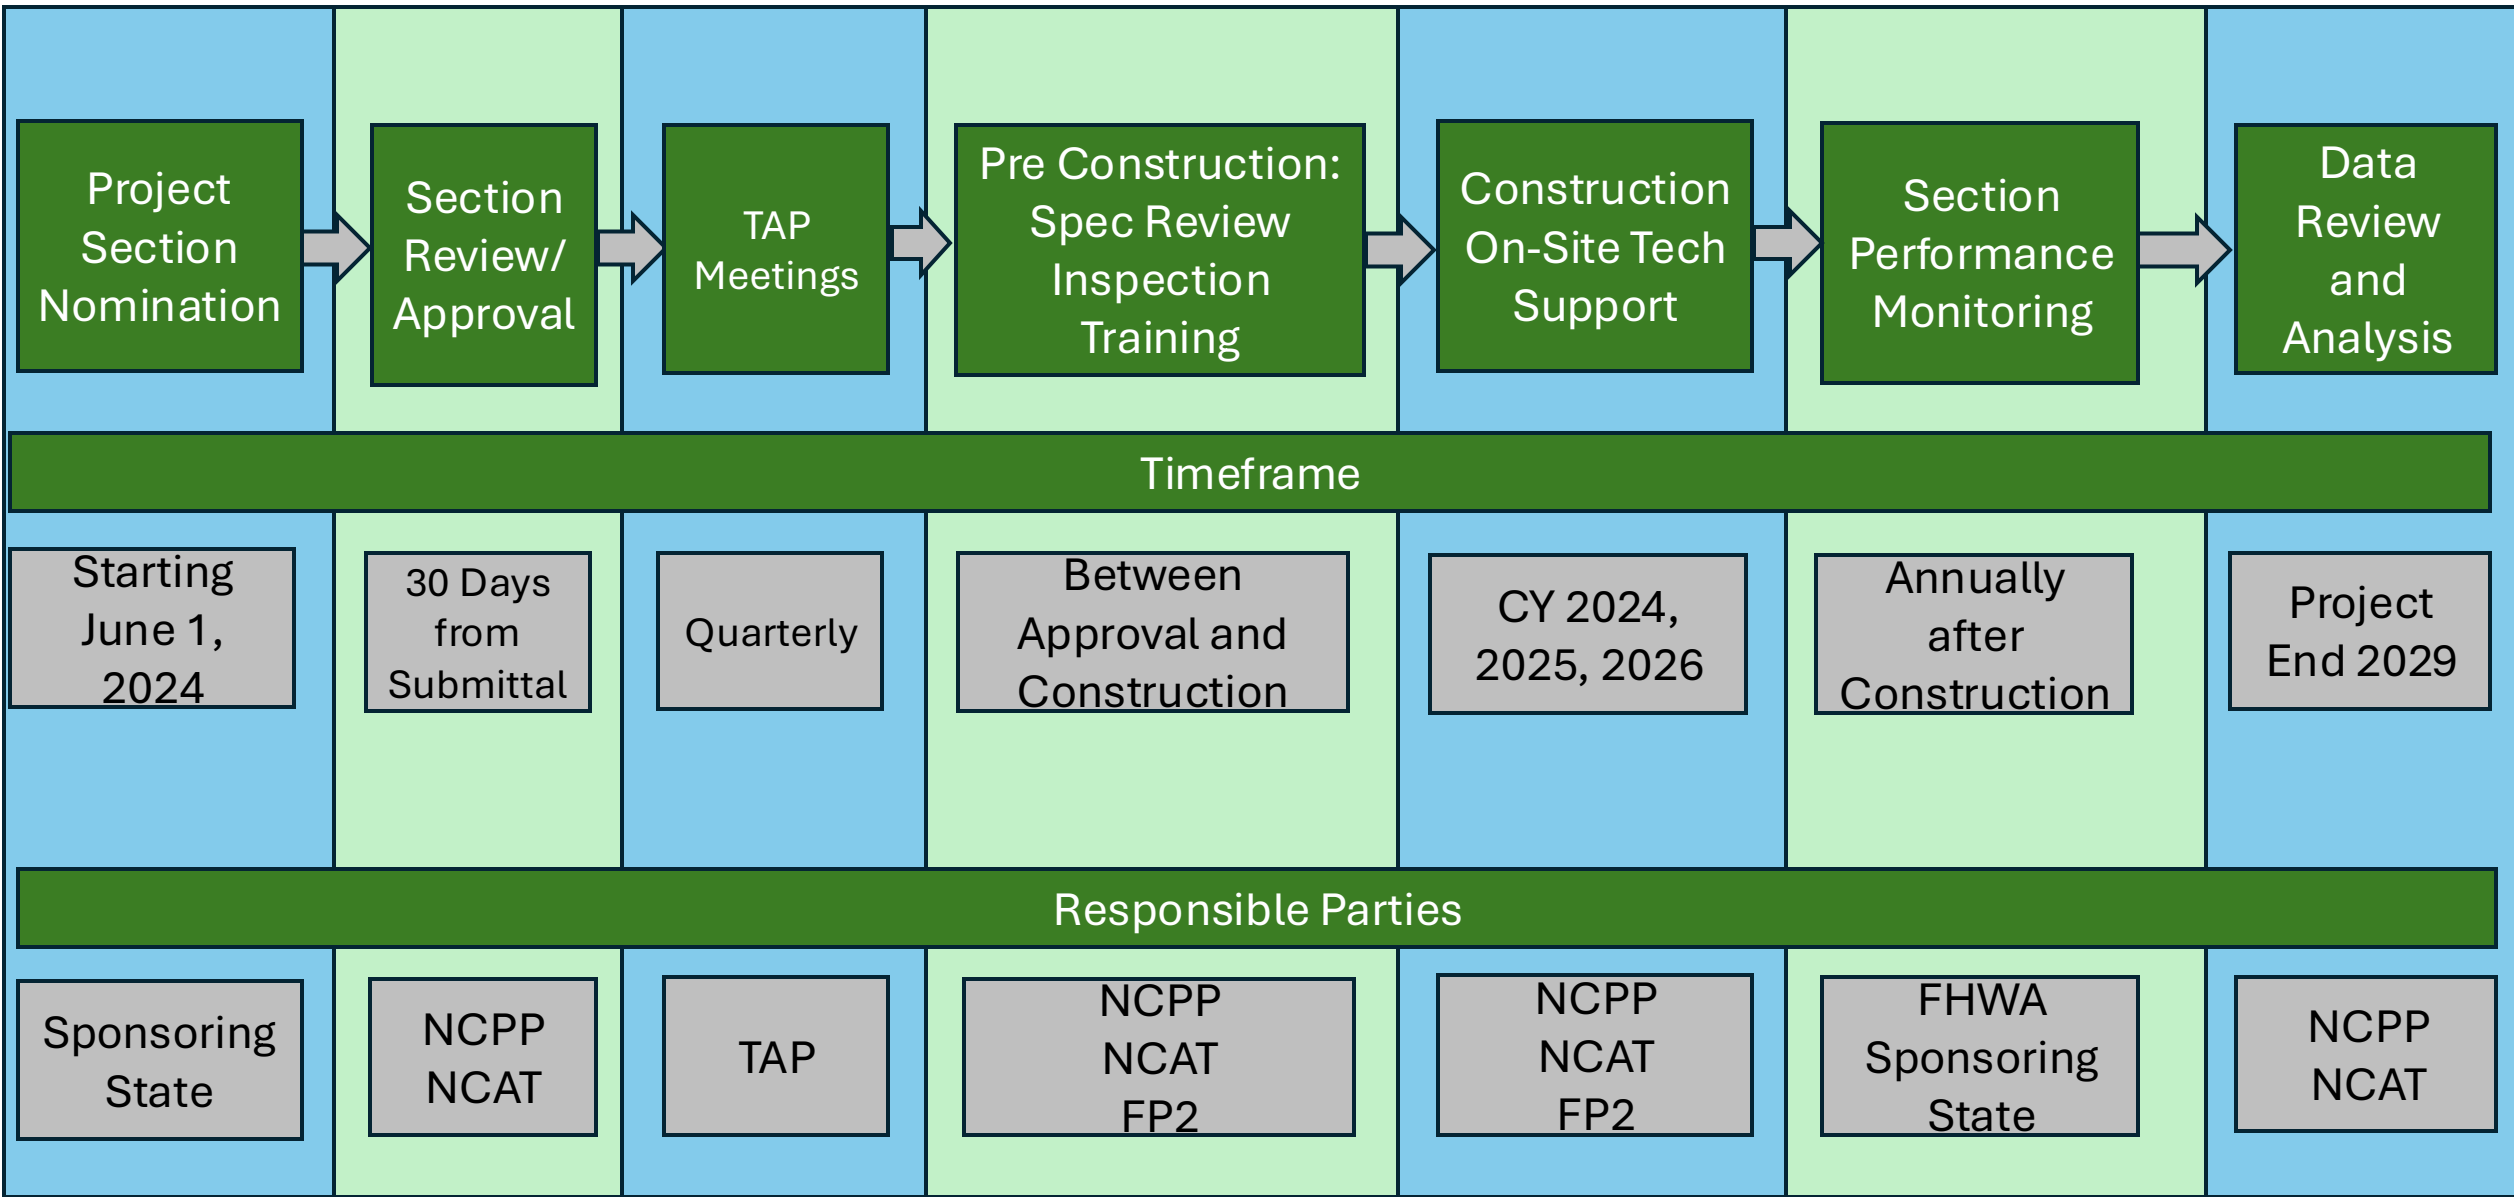 Project
Section
Nomination
Section
Review/
Approval
TAP
Meetings
Pre Construction:
Spec Review
Inspection
Training
Construction
On-Site Tech
Support
Section
Performance
Monitoring
Data
Review
and
Analysis
Timeframe
Starting
June 1,
2024
30 Days
from
Submittal
Quarterly
Between
Approval and
Construction
CY 2024,
2025, 2026
Annually
after
Construction
Project
End 2029
Responsible Parties
Sponsoring
State
NCPP
NCAT
TAP
NCPP
NCAT
FP2
NCPP
NCAT
FP2
FHWA
Sponsoring
State
NCPP
NCAT